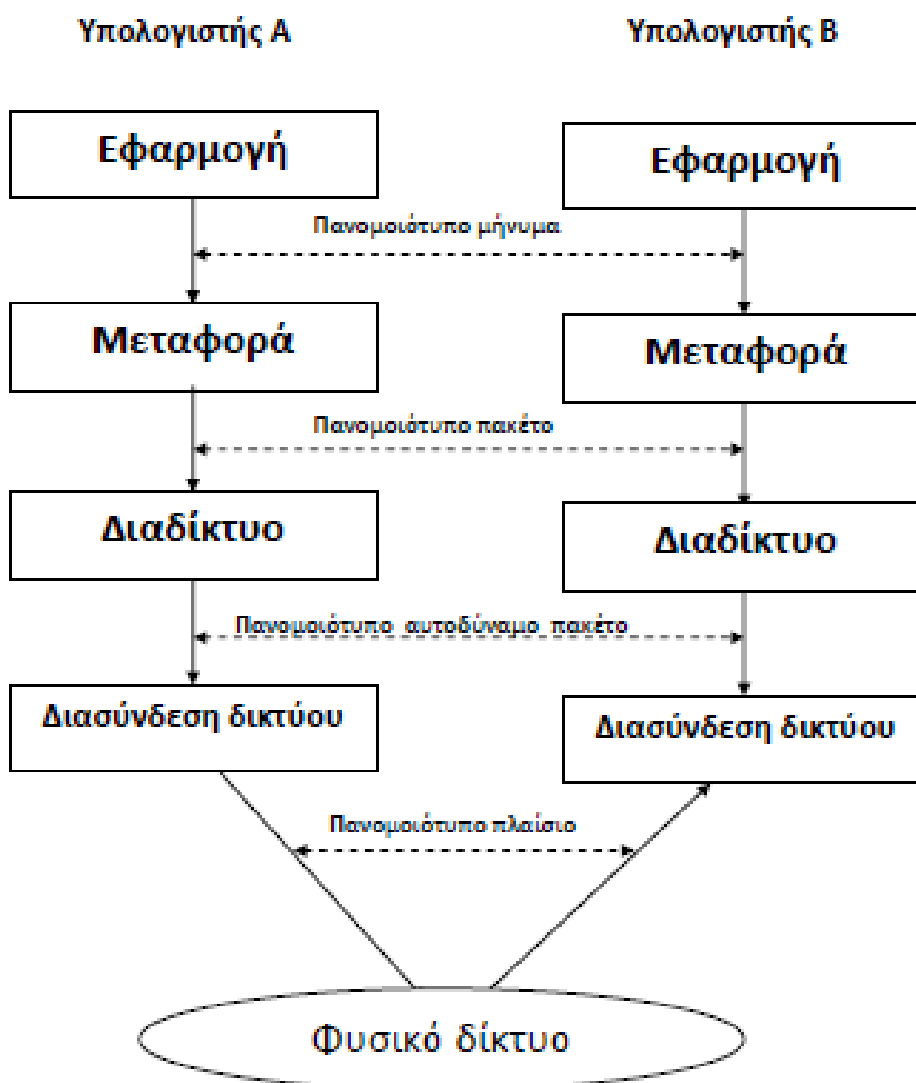 Υπολογιστής Α
Υπολογιστής Β
Εφαρμογή
Εφαρμογή
Πανομοιότυπο μήνυμα
Μεταφορά
Μεταφορά
Πανομοιότυπο πακέτο
Διαδίκτυο
Διαδίκτυο
Πανομοιότυπο αυτοδύναμο πακέτο
Διασύνδεση δικτύου
Διασύνδεση δικτύου
Πανομοιότυπο πλαίσιο
Φυσικό δίκτυο